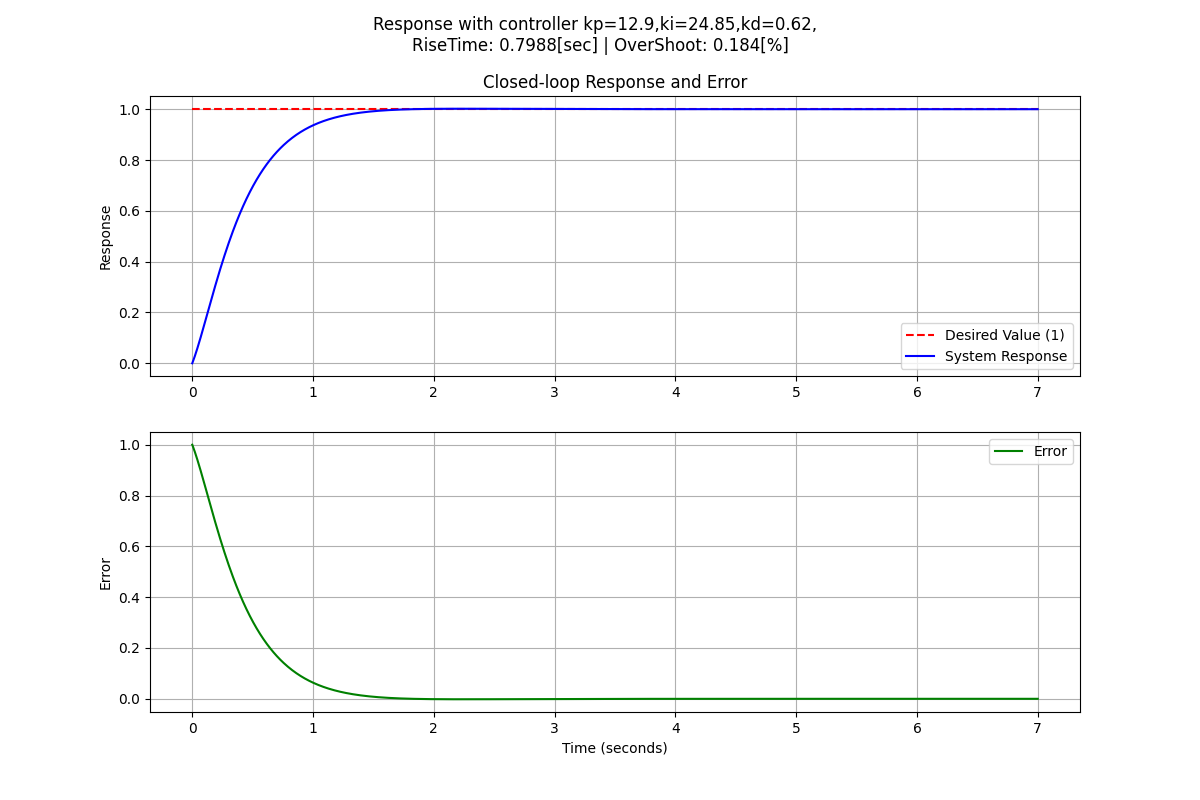 Response with controller kp=12.9,ki=24.85,kd=0.62,
RiseTime: 0.7988[sec] | OverShoot: 0.184[%]
Closed-loop Response and Error
Response
1.0
0.8
0.6
0.4
0.2
0.0
Desired Value (1)
System Response
0 1 2 3 4 5 6 7
Error
1.0
0.8
0.6
0.4
0.2
0.0
Error
0 1 2 3 4 5 6 7
Time (seconds)